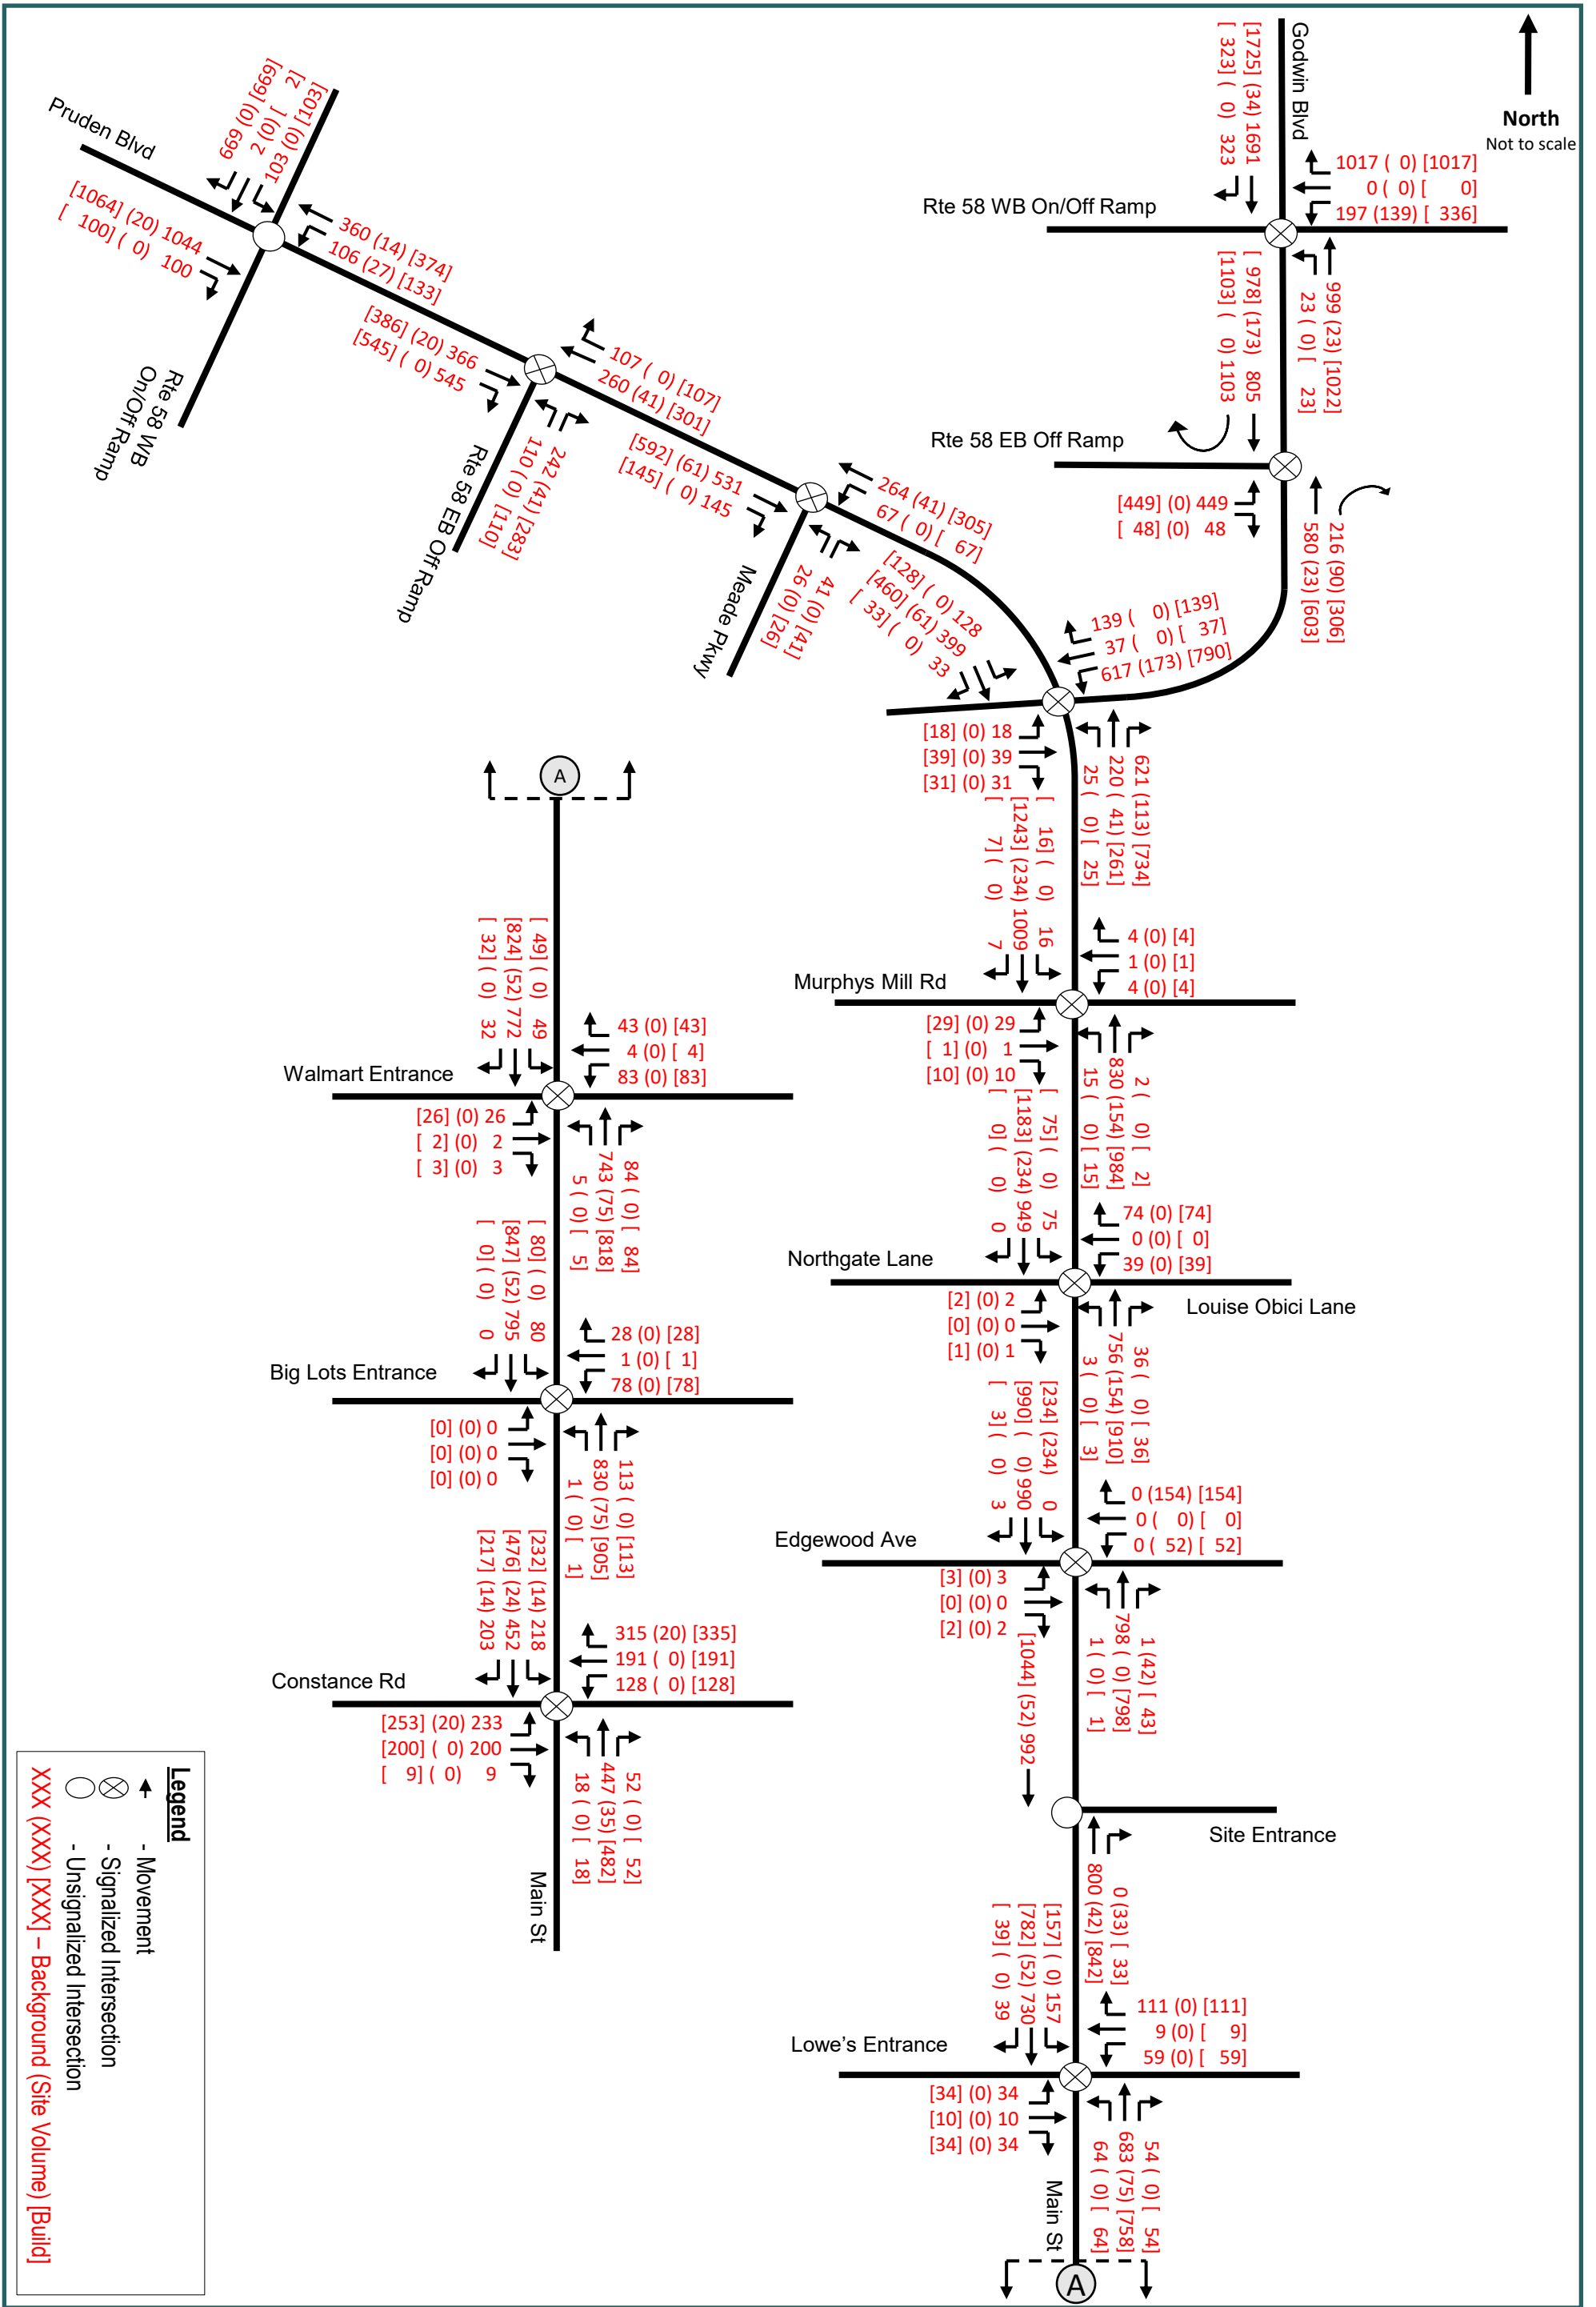 North
Not to scale
Godwin Blvd
[1725] (34) 1691
[ 323] ( 0) 323
1017 ( 0) [1017]
0 ( 0) [ 0]
197 (139) [ 336]
Rte 58 WB On/Off Ramp
999 (23) [1022]
23 ( 0) [ 23]
[ 978] (173) 805
[1103] ( 0) 1103
Rte 58 EB Off Ramp
[449] (0) 449
[ 48] (0) 48
216 (90) [306]
580 (23) [603]
669 (0) [669]
2 (0) [ 2]
103 (0) [103]
Pruden Blvd
[1064] (20) 1044
[ 100] ( 0) 100
360 (14) [374]
106 (27) [133]
Rte 58 WB
On/Off Ramp
[386] (20) 366
[545] ( 0) 545
107 ( 0) [107]
260 (41) [301]
242 (41) [283]
110 ( 0) [110]
Rte 58 EB Off Ramp
[592] (61) 531
[145] ( 0) 145
264 (41) [305]
67 ( 0) [ 67]
41 (0) [41]
26 (0) [26]
Meade Pkwy
[128] ( 0) 128
[460] (61) 399
[ 33] ( 0) 33
139 ( 0) [139]
37 ( 0) [ 37]
617 (173) [790]
[18] (0) 18
[39] (0) 39
[31] (0) 31
621 (113) [734]
220 ( 41) [261]
25 ( 0) [ 25]
[ 16] ( 0) 16
[1243] (234) 1009
[ 7] ( 0) 7
4 (0) [4]
1 (0) [1]
4 (0) [4]
Murphys Mill Rd
[29] (0) 29
[ 1] (0) 1
[10] (0) 10
2 ( 0) [ 2]
830 (154) [984]
15 ( 0) [ 15]
[ 75] ( 0) 75
[1183] (234) 949
[ 0] ( 0) 0
74 (0) [74]
0 (0) [ 0]
39 (0) [39]
Northgate Lane
Louise Obici Lane
[2] (0) 2
[0] (0) 0
[1] (0) 1
36 ( 0) [ 36]
756 (154) [910]
3 ( 0) [ 3]
[234] (234) 0
[990] ( 0) 990
[ 3] ( 0) 3
0 (154) [154]
0 ( 0) [ 0]
0 ( 52) [ 52]
Edgewood Ave
[3] (0) 3
[0] (0) 0
[2] (0) 2
1 (42) [ 43]
798 ( 0) [798]
1 ( 0) [ 1]
[1044] (52) 992
Site Entrance
0 (33) [ 33]
800 (42) [842]
[157] ( 0) 157
[782] (52) 730
[ 39] ( 0) 39
111 (0) [111]
9 (0) [ 9]
59 (0) [ 59]
Lowe's Entrance
[34] (0) 34
[10] (0) 10
[34] (0) 34
54 ( 0) [ 54]
683 (75) [758]
64 ( 0) [ 64]
Main St
A
A
[ 49] ( 0) 49
[824] (52) 772
[ 32] ( 0) 32
43 (0) [43]
4 (0) [ 4]
83 (0) [83]
Walmart Entrance
[26] (0) 26
[ 2] (0) 2
[ 3] (0) 3
84 ( 0) [ 84]
743 (75) [818]
5 ( 0) [ 5]
[ 80] ( 0) 80
[847] (52) 795
[ 0] ( 0) 0
28 (0) [28]
1 (0) [ 1]
78 (0) [78]
Big Lots Entrance
[0] (0) 0
[0] (0) 0
[0] (0) 0
113 ( 0) [113]
830 (75) [905]
1 ( 0) [ 1]
[232] (14) 218
[476] (24) 452
[217] (14) 203
315 (20) [335]
191 ( 0) [191]
128 ( 0) [128]
Constance Rd
[253] (20) 233
[200] ( 0) 200
[ 9] ( 0) 9
52 ( 0) [ 52]
447 (35) [482]
18 ( 0) [ 18]
Main St
Legend
- Movement
- Signalized Intersection
- Unsignalized Intersection
XXX (XXX) [XXX] – Background (Site Volume) [Build]